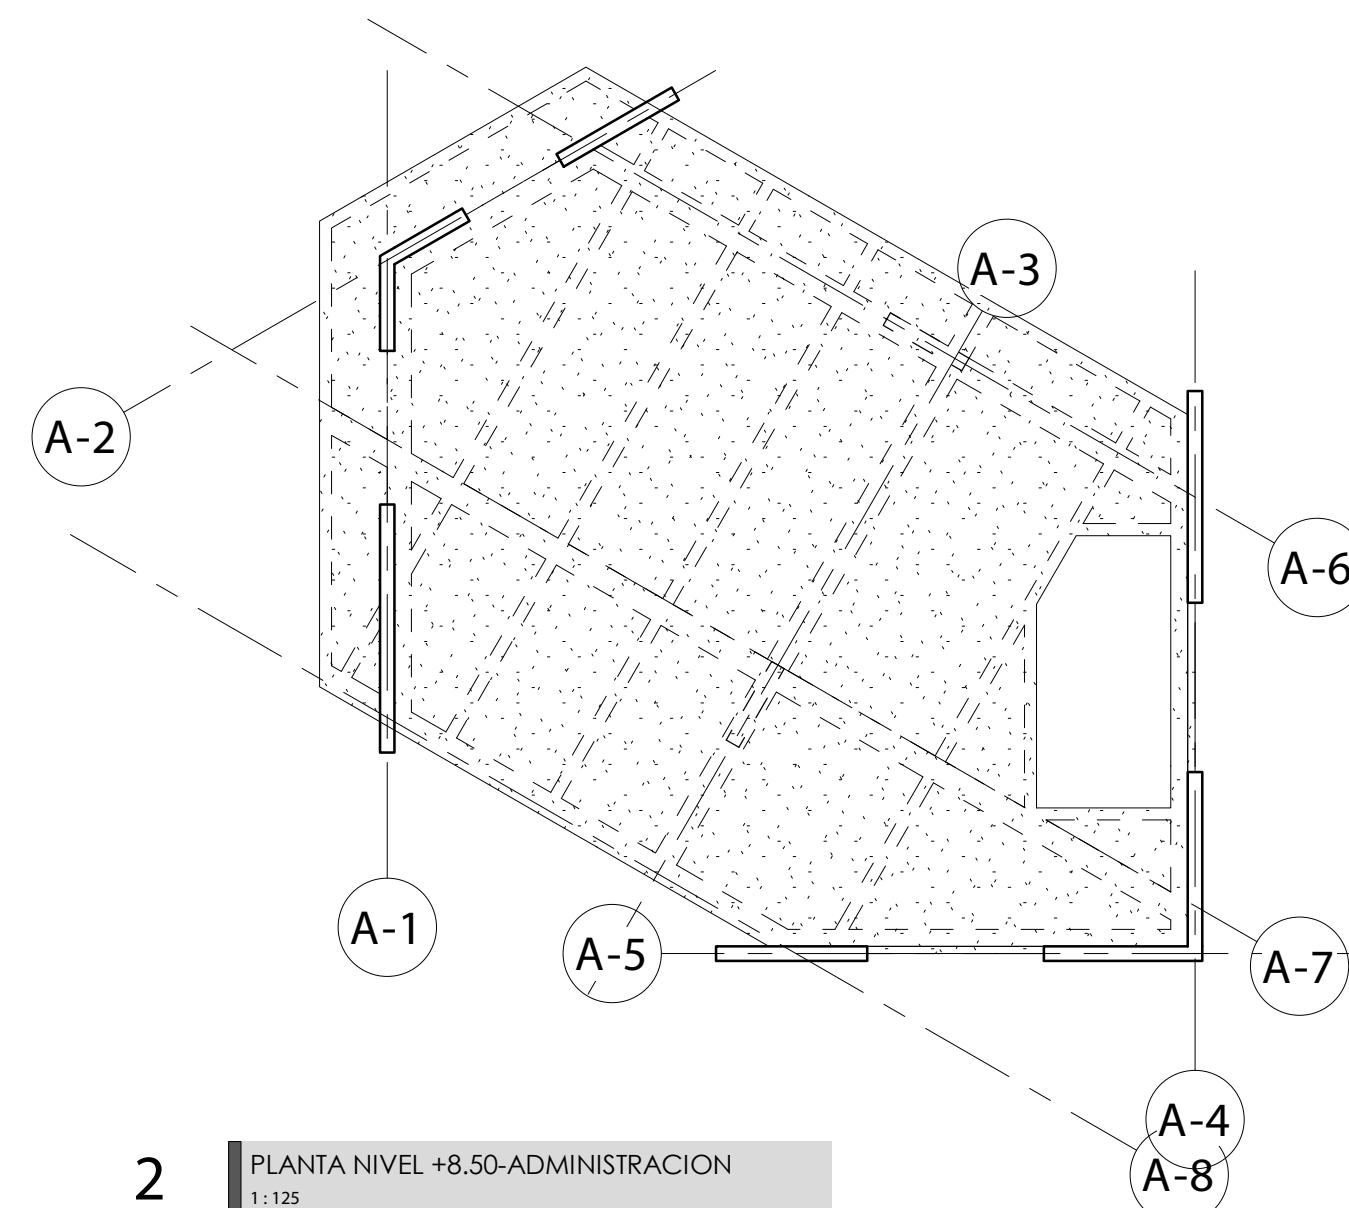 A-3
A-2
A-6
A-1
A-5
A-7
A-4
A-8
2
PLANTA NIVEL +8.50-ADMINISTRACION
1 : 125